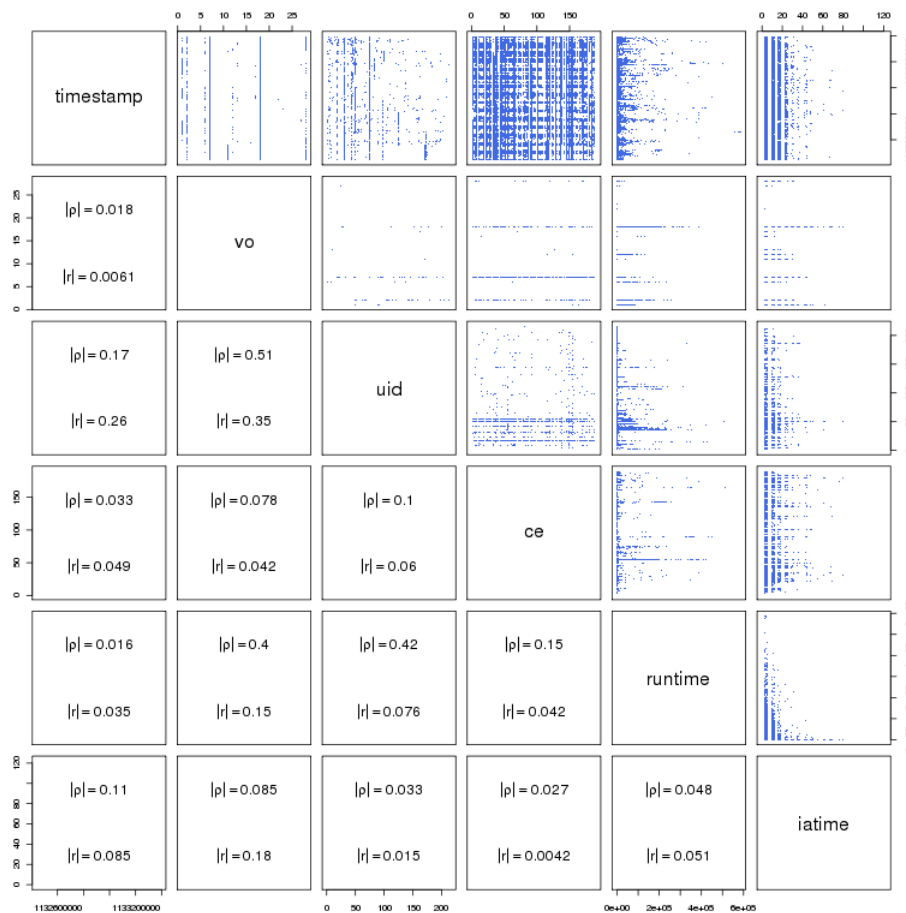 0 5 10 15 20 25
0 50 100 150
0 20 40 60 80 120
timestamp
0 5 10 15 20 25
|ρ| = 0.018
|r| = 0.0061
vo
|ρ| = 0.17
|r| = 0.26
|ρ| = 0.51
|r| = 0.35
uid
0 50 100 150
|ρ| = 0.033
|r| = 0.049
|ρ| = 0.078
|r| = 0.042
|ρ| = 0.1
|r| = 0.06
ce
|ρ| = 0.016
|r| = 0.035
|ρ| = 0.4
|r| = 0.15
|ρ| = 0.42
|r| = 0.076
|ρ| = 0.15
|r| = 0.042
runtime
0 20 40 60 80 120
|ρ| = 0.11
|r| = 0.085
|ρ| = 0.085
|r| = 0.18
|ρ| = 0.033
|r| = 0.015
|ρ| = 0.027
|r| = 0.0042
|ρ| = 0.048
|r| = 0.051
iatime
1132600000 1133200000
0 50 100 150 200
0e+00 2e+05 4e+05 6e+05